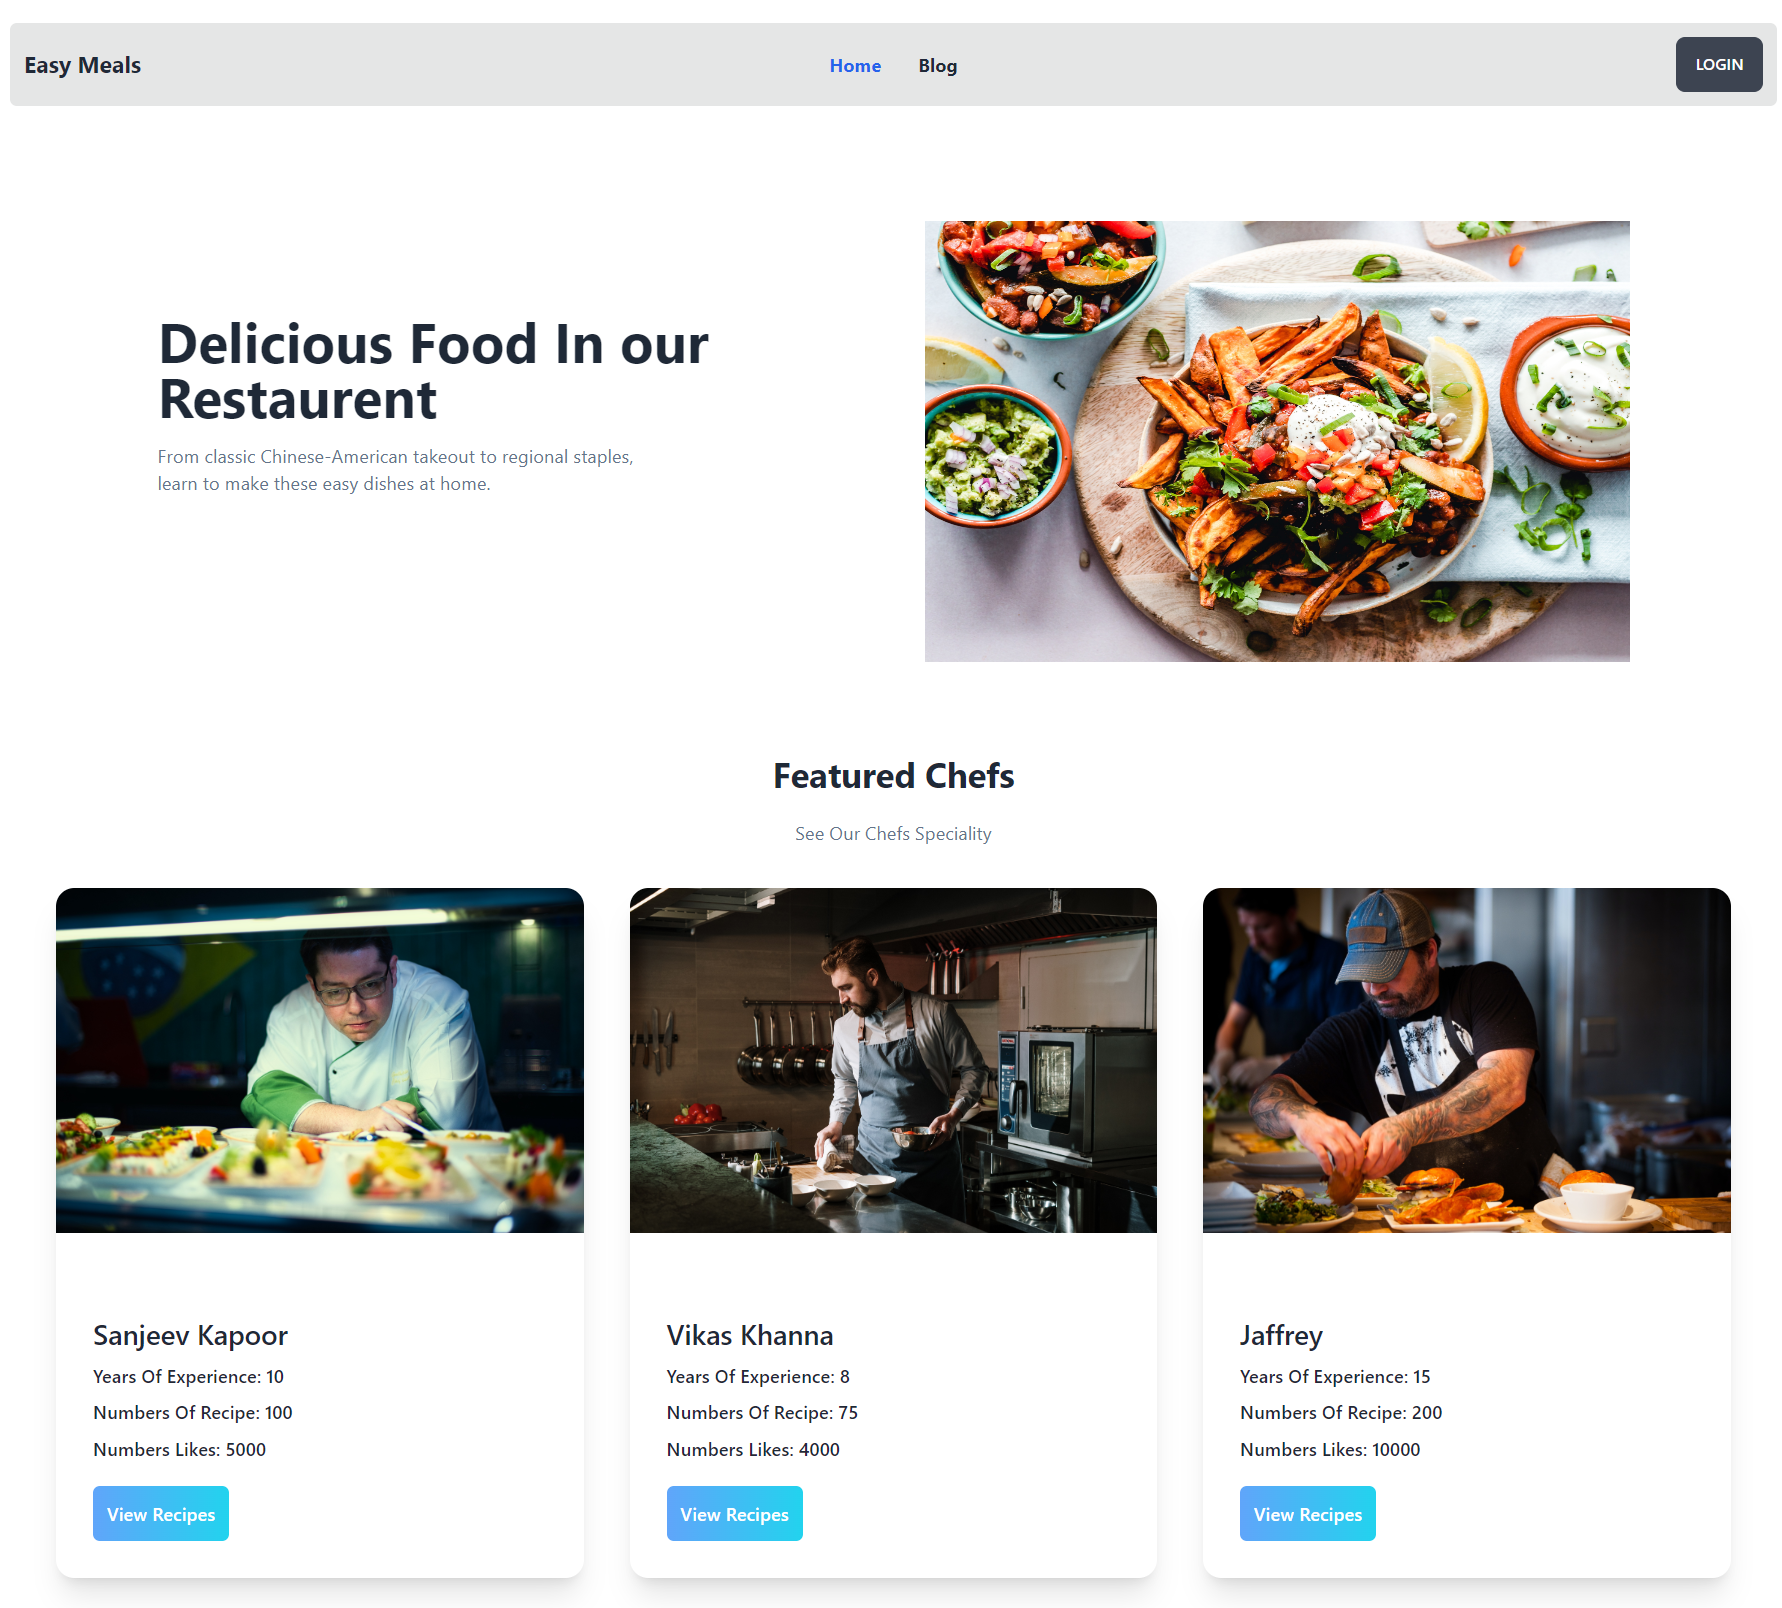 Easy Meals
Home
Blog
LOGIN
Delicious Food In our
Restaurent
From classic Chinese-American takeout to regional staples,
learn to make these easy dishes at home.
Featured Chefs
See Our Chefs Speciality
Sanjeev Kapoor
Years Of Experience: 10
Numbers Of Recipe: 100
Numbers Likes: 5000
View Recipes
Vikas Khanna
Years Of Experience: 8
Numbers Of Recipe: 75
Numbers Likes: 4000
View Recipes
Jaffrey
Years Of Experience: 15
Numbers Of Recipe: 200
Numbers Likes: 10000
View Recipes